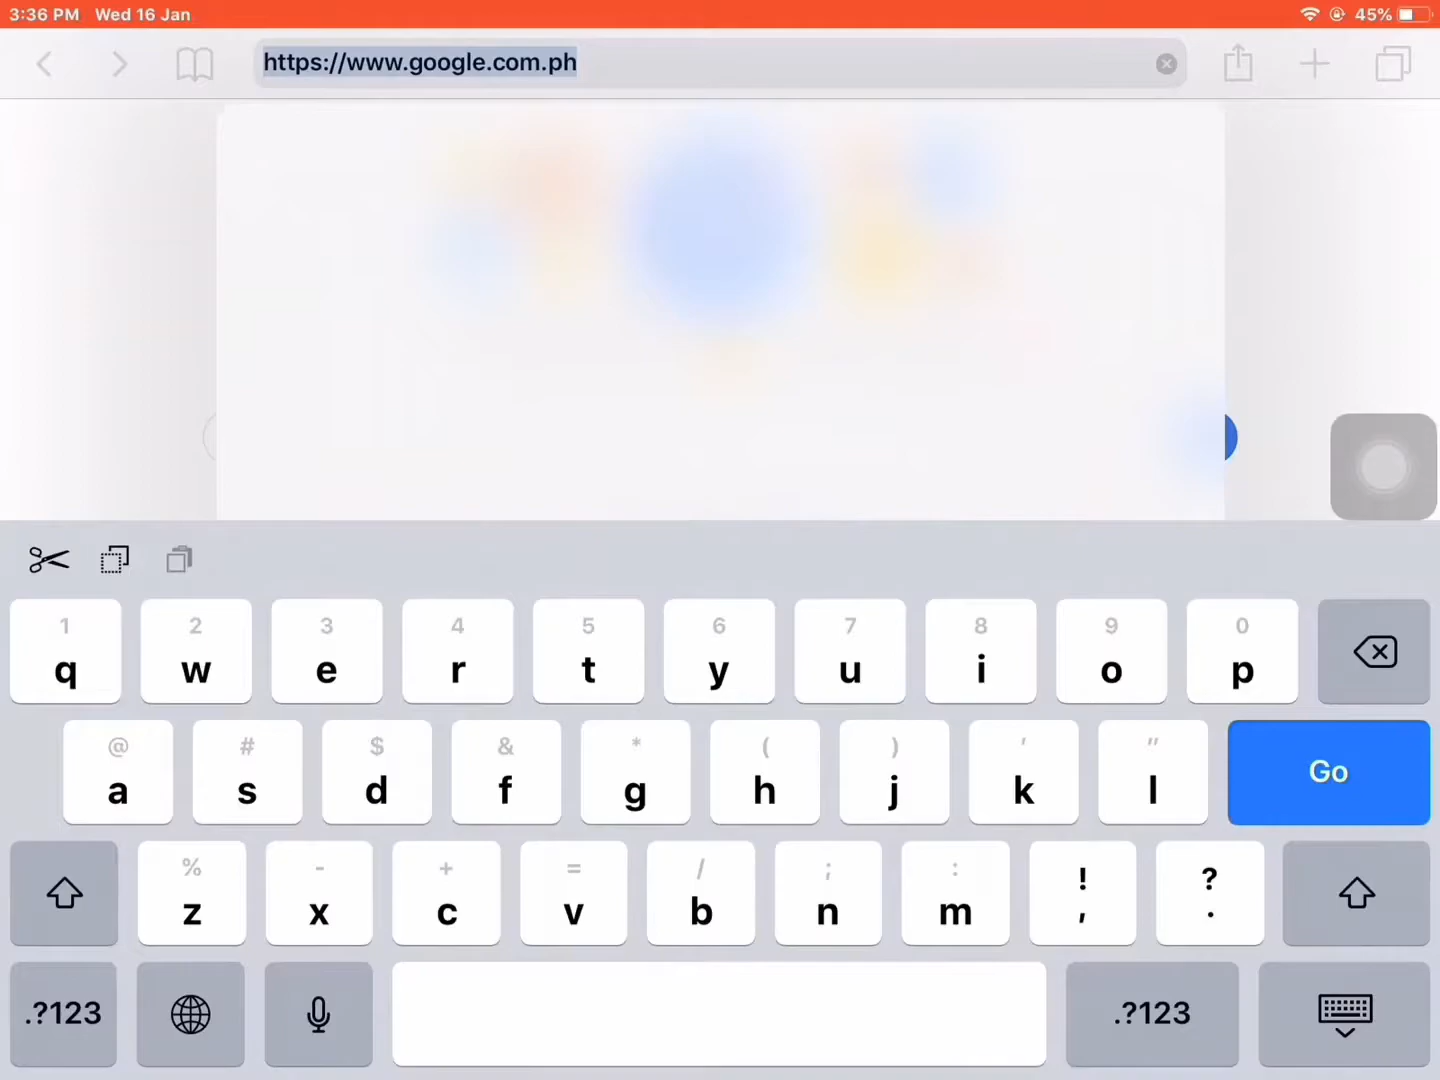 3:36 PM Wed 16 Jan 45%
https://www.google.com.ph
1 2 3 4 5 6 7 8 9 0
q w e r t y u i o p
@ # $ & * ( ) ' "
a s d f g h j k l Go
% - + = / ; : ! ?
z x c v b n m , .
.?123 .?123